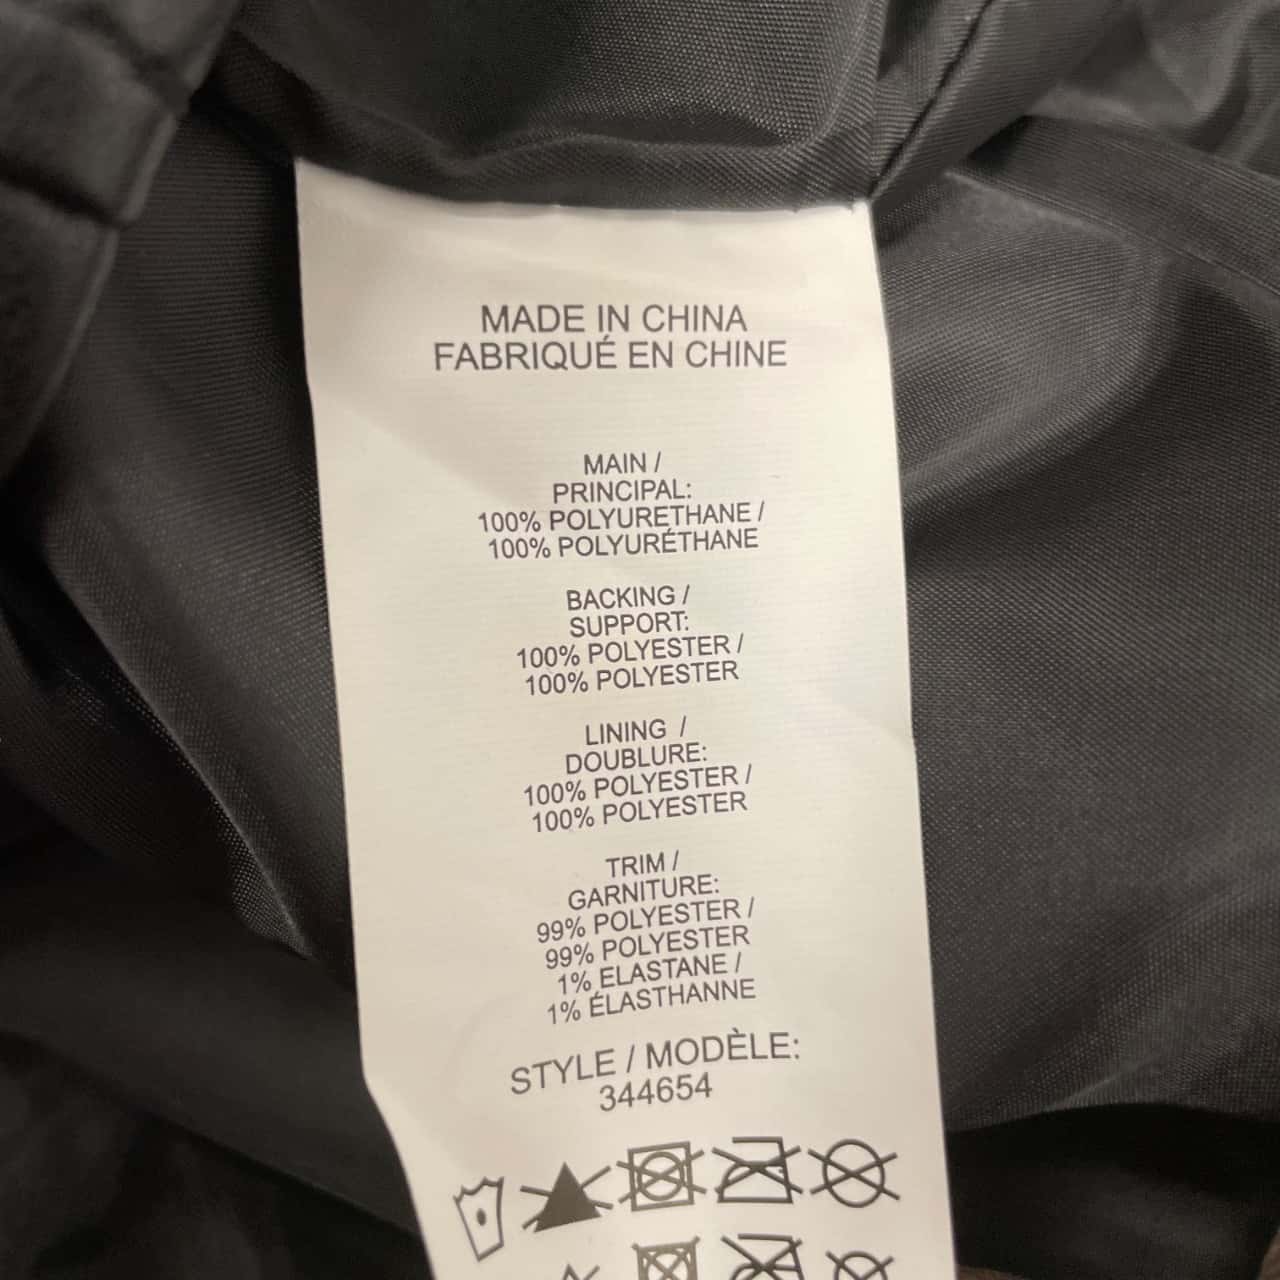 MADE IN CHINA
FABRIQUÉ EN CHINE
MAIN /
PRINCIPAL:
100% POLYURETHANE /
100% POLYURÉTHANE
BACKING /
SUPPORT:
100% POLYESTER /
100% POLYESTER
LINING /
DOUBLURE:
100% POLYESTER /
100% POLYESTER
TRIM /
GARNITURE:
99% POLYESTER /
99% POLYESTER
1% ELASTANE /
1% ÉLASTHANNE
STYLE / MODÈLE:
344654